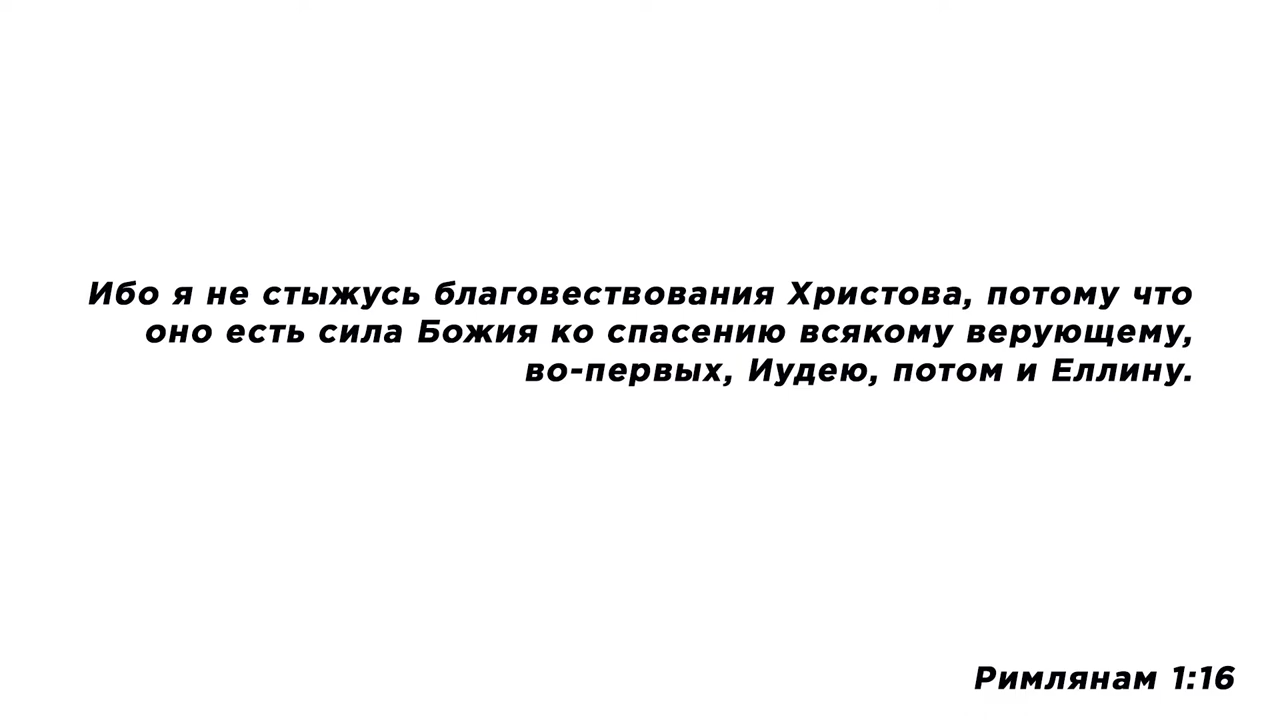 Ибо я не стыжусь благовествования Христова, потому что
оно есть сила Божия ко спасению всякому верующему,
во-первых, Иудею, потом и Еллину.
Римлянам 1:16